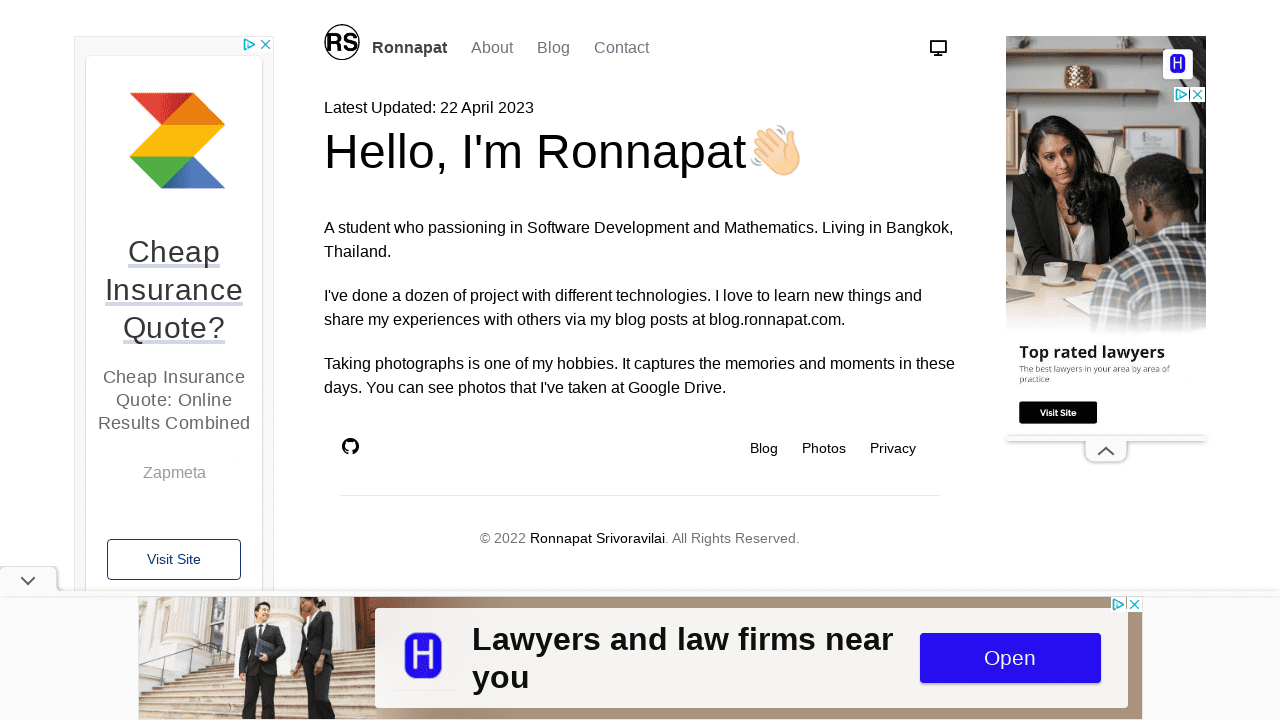 RS
Ronnapat
About
Blog
Contact
Latest Updated: 22 April 2023
Hello, I'm Ronnapat👋🏻
A student who passioning in Software Development and Mathematics. Living in Bangkok,
Thailand.
I've done a dozen of project with different technologies. I love to learn new things and
share my experiences with others via my blog posts at blog.ronnapat.com.
Taking photographs is one of my hobbies. It captures the memories and moments in these
days. You can see photos that I've taken at Google Drive.
Blog
Photos
Privacy
© 2022 Ronnapat Srivoravilai. All Rights Reserved.
Cheap
Insurance
Quote?
Cheap Insurance
Quote: Online
Results Combined
Zapmeta
Visit Site
H
Top rated lawyers
The best lawyers in your area by area of
practice
Visit Site
H
Lawyers and law firms near
you
Open